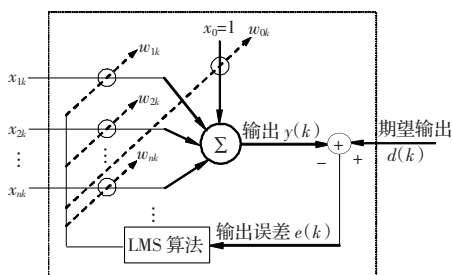 x₀=1
w₀ₖ
w₁ₖ
x₁ₖ
w₂ₖ
x₂ₖ
⋮
⋮
wₙₖ
xₙₖ
Σ
输出 y(k)
期望输出
− + +
d(k)
⋮
LMS 算法
输出误差 e(k)